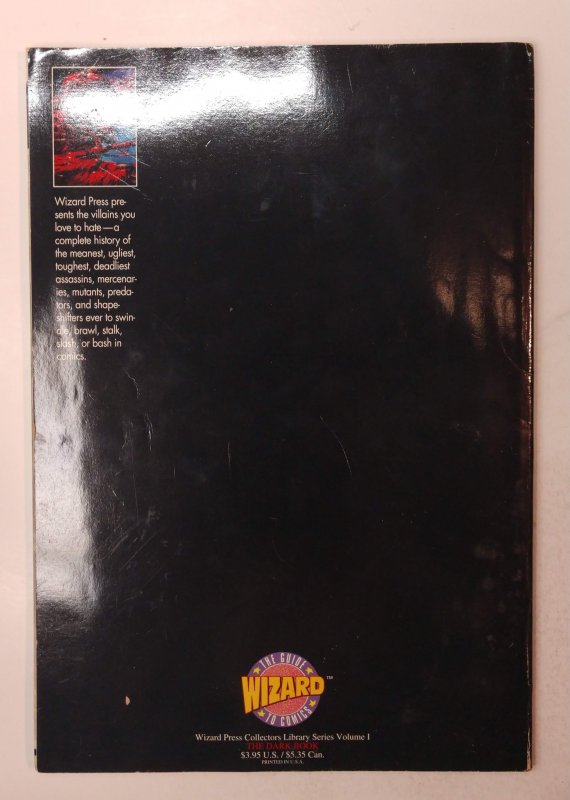 Wizard Press pre-
sents the villains you
love to hate—a
complete history of
the meanest, ugliest,
toughest, deadliest
assassins, mercenar-
ies, mutants, preda-
tors, and shape-
shifters ever to swin-
dle, brawl, stalk,
slash, or bash in
comics.
THE GUIDE
WIZARD™
TO COMICS
Wizard Press Collectors Library Series Volume I
THE DARK BOOK
$3.95 U.S. / $5.35 Can.
PRINTED IN U.S.A.